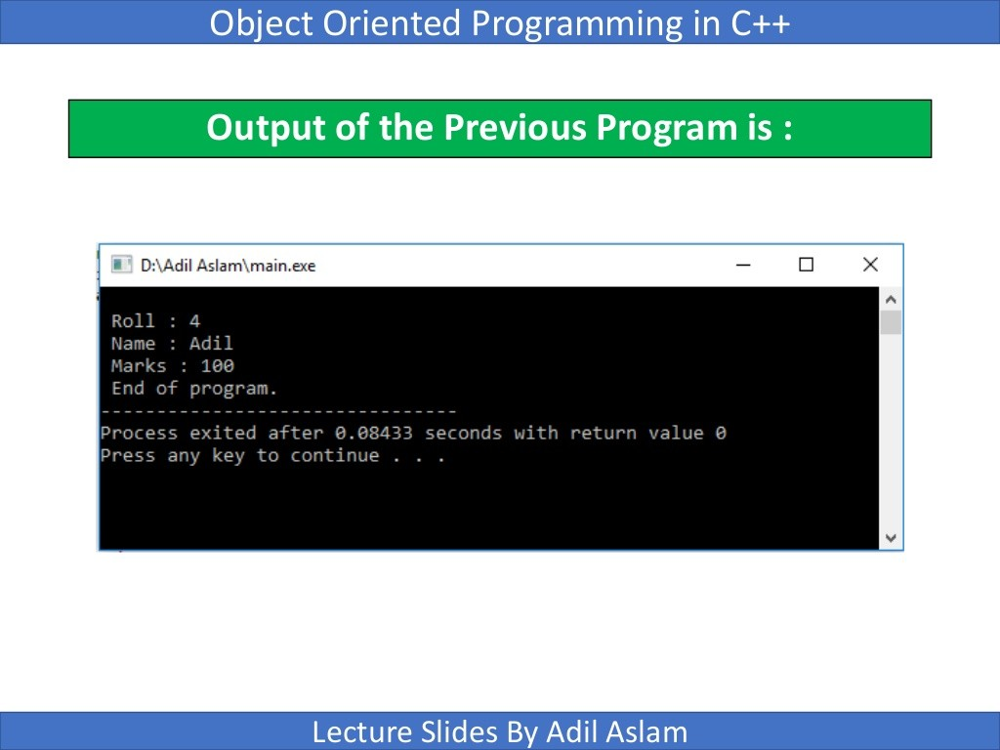 Object Oriented Programming in C++
Output of the Previous Program is :
D:\Adil Aslam\main.exe
Roll : 4
Name : Adil
Marks : 100
End of program.
--------------------------------
Process exited after 0.08433 seconds with return value 0
Press any key to continue . . .
Lecture Slides By Adil Aslam